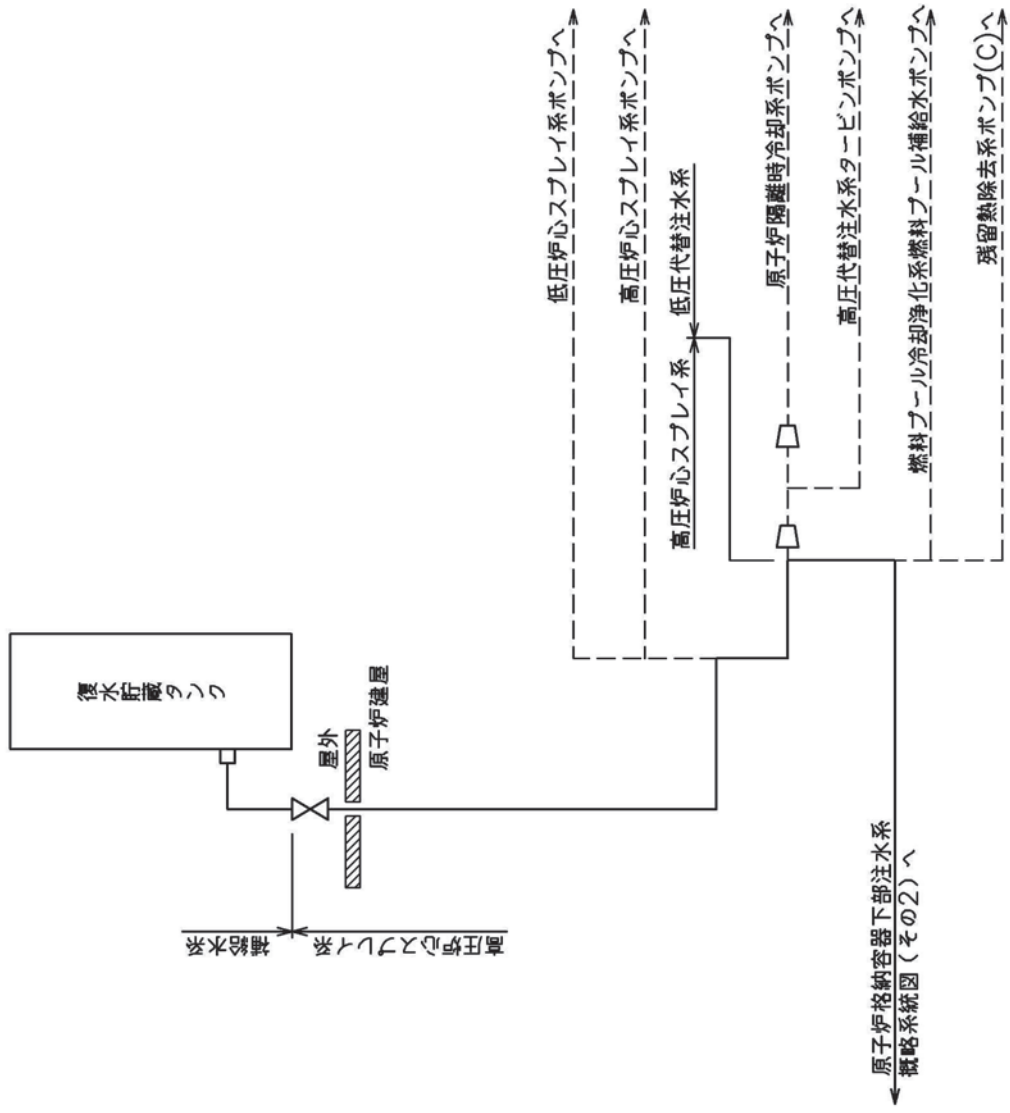 復水貯蔵タンク
屋外
原子炉建屋
補給水系
高圧炉心スプレイ系
低圧炉心スプレイ系ポンプへ
高圧炉心スプレイ系ポンプへ
高圧炉心スプレイ系
低圧代替注水系
原子炉隔離時冷却系ポンプへ
高圧代替注水系タービンポンプへ
燃料プール冷却浄化系燃料プール補給水ポンプへ
残留熱除去系ポンプ(C)へ
原子炉格納容器下部注水系
概略系統図(その2)へ